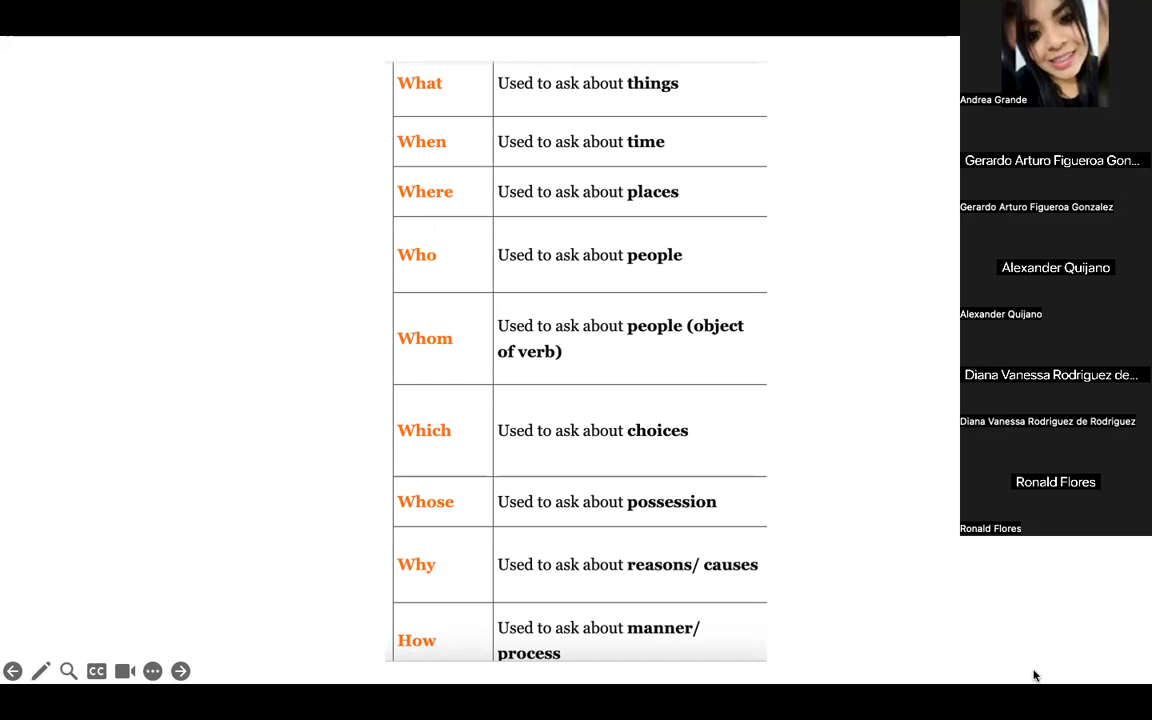 What
Used to ask about things
When
Used to ask about time
Where
Used to ask about places
Who
Used to ask about people
Whom
Used to ask about people (object
of verb)
Which
Used to ask about choices
Whose
Used to ask about possession
Why
Used to ask about reasons/ causes
How
Used to ask about manner/
process
CC
Andrea Grande
Gerardo Arturo Figueroa Gon...
Gerardo Arturo Figueroa Gonzalez
Alexander Quijano
Alexander Quijano
Diana Vanessa Rodriguez de...
Diana Vanessa Rodriguez de Rodriguez
Ronald Flores
Ronald Flores